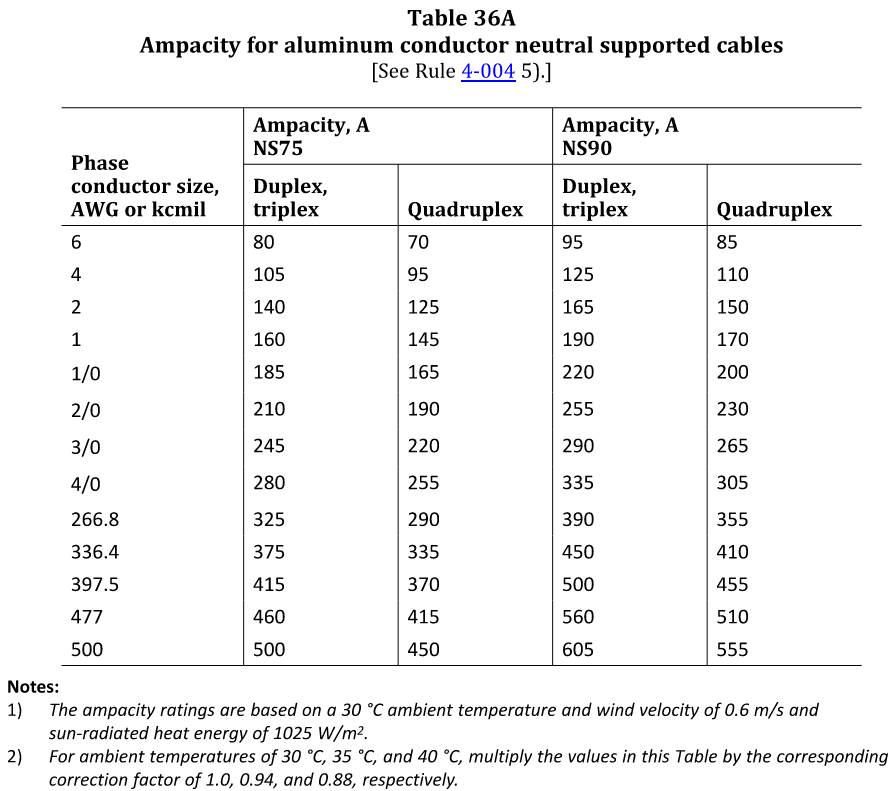 Table 36A
Ampacity for aluminum conductor neutral supported cables
[See Rule 4-004 5).]
Phase conductor size, AWG or kcmil
Ampacity, A NS75
Ampacity, A NS90
Duplex, triplex
Quadruplex
Duplex, triplex
Quadruplex
6 80 70 95 85
4 105 95 125 110
2 140 125 165 150
1 160 145 190 170
1/0 185 165 220 200
2/0 210 190 255 230
3/0 245 220 290 265
4/0 280 255 335 305
266.8 325 290 390 355
336.4 375 335 450 410
397.5 415 370 500 455
477 460 415 560 510
500 500 450 605 555
Notes:
1) The ampacity ratings are based on a 30 °C ambient temperature and wind velocity of 0.6 m/s and
sun-radiated heat energy of 1025 W/m².
2) For ambient temperatures of 30 °C, 35 °C, and 40 °C, multiply the values in this Table by the corresponding
correction factor of 1.0, 0.94, and 0.88, respectively.